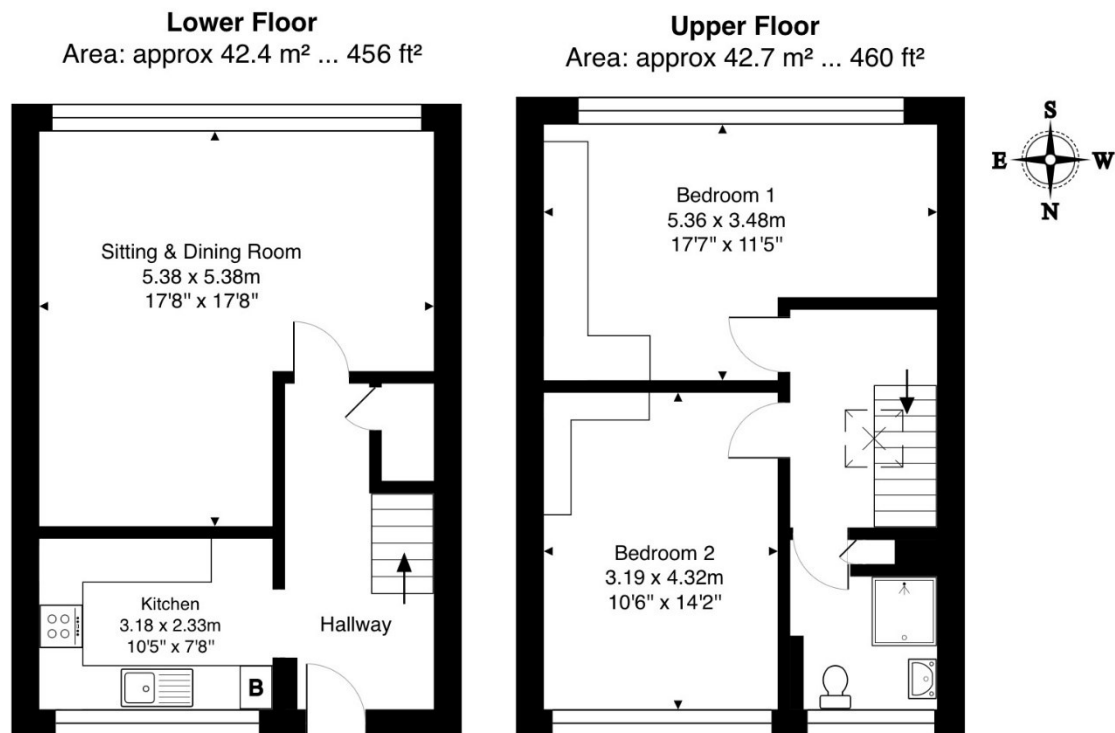 Lower Floor
Area: approx 42.4 m² ... 456 ft²
Sitting & Dining Room
5.38 x 5.38m
17'8" x 17'8"
Kitchen
3.18 x 2.33m
10'5" x 7'8"
Hallway
B
Upper Floor
Area: approx 42.7 m² ... 460 ft²
Bedroom 1
5.36 x 3.48m
17'7" x 11'5"
Bedroom 2
3.19 x 4.32m
10'6" x 14'2"
S
E W
N